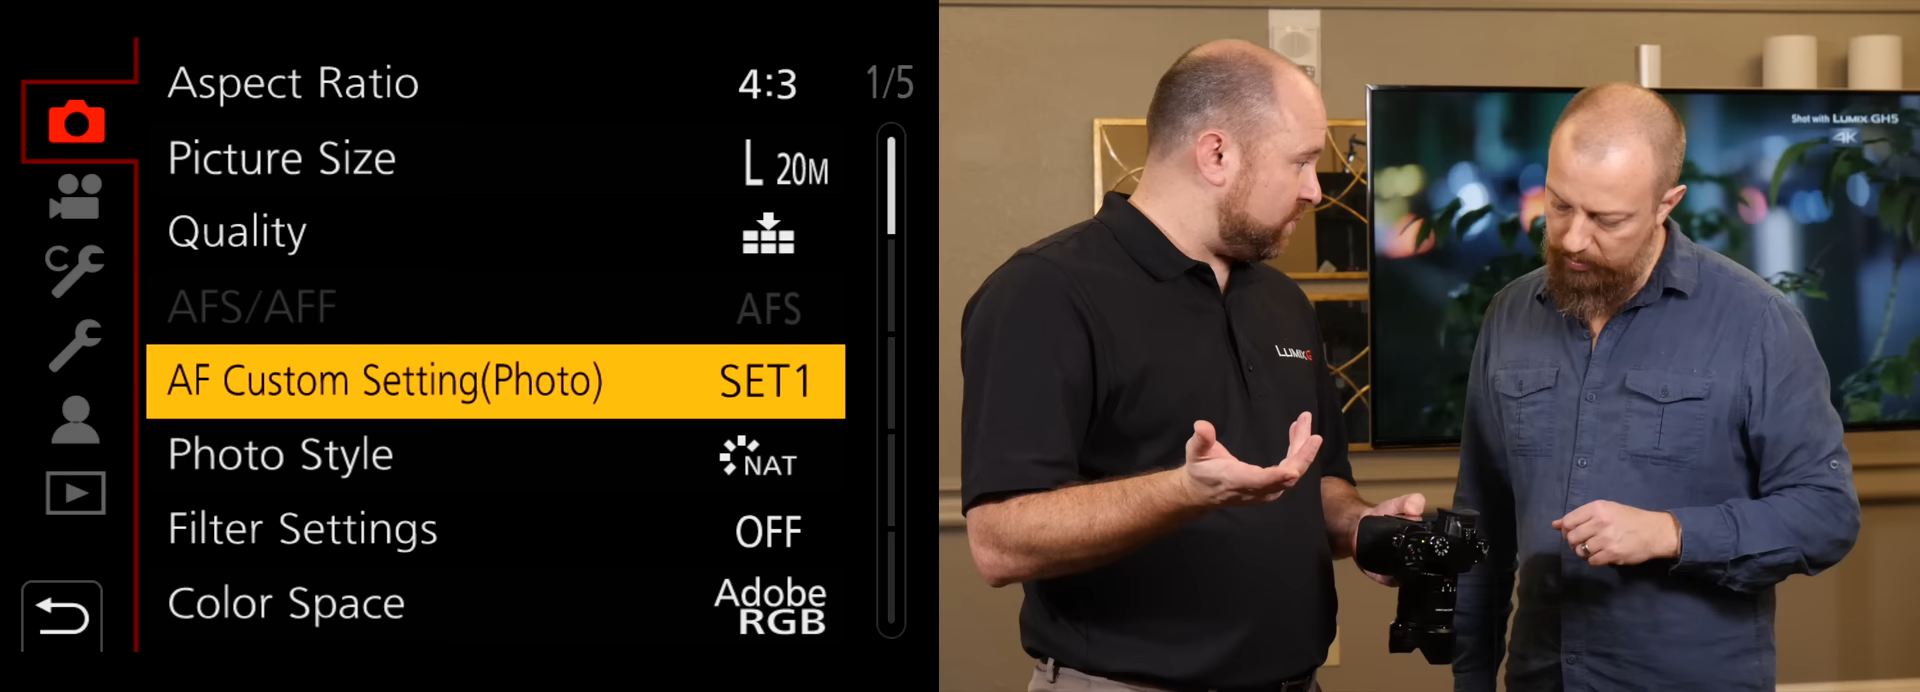 Aspect Ratio 4:3 1/5
Picture Size L 20M
Quality
AFS/AFF AFS
AF Custom Setting(Photo) SET1
Photo Style NAT
Filter Settings OFF
Color Space Adobe RGB
C
Shot with LUMIX GH5
4K
LUMIX G